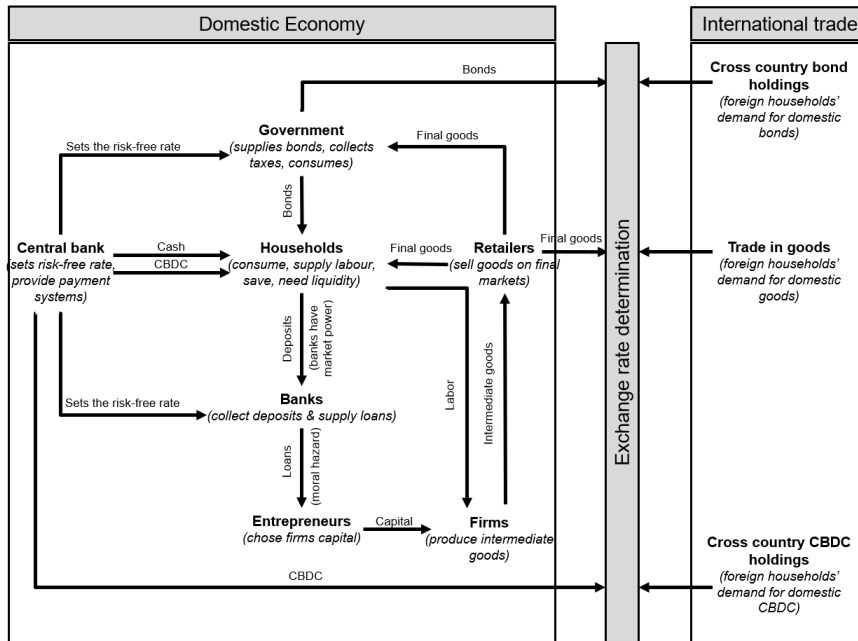 Domestic Economy
International trade
Bonds
Cross country bond
holdings
(foreign households'
demand for domestic
bonds)
Government
(supplies bonds, collects
taxes, consumes)
Sets the risk-free rate
Final goods
Bonds
Central bank
(sets risk-free rate,
provide payment
systems)
Cash
CBDC
Households
(consume, supply labour,
save, need liquidity)
Final goods
Retailers
(sell goods on final
markets)
Final goods
Exchange rate determination
Trade in goods
(foreign households'
demand for domestic
goods)
Deposits
(banks have
market power)
Labor
Intermediate goods
Sets the risk-free rate
Banks
(collect deposits & supply loans)
Loans
(moral hazard)
Entrepreneurs
(chose firms capital)
Capital
Firms
(produce intermediate
goods)
Cross country CBDC
holdings
(foreign households'
demand for domestic
CBDC)
CBDC